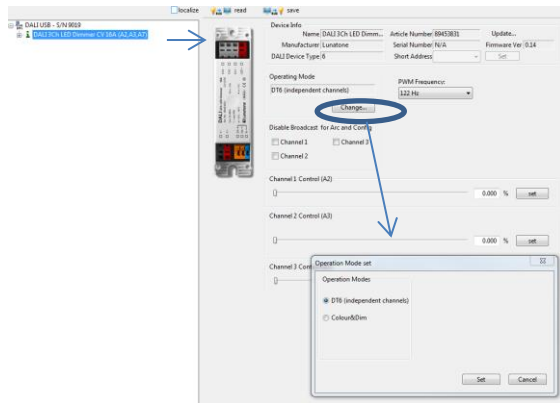 localize read save
DALI USB - S/N 9019
DALI 3Ch LED Dimmer CV 16A (A2,A3,A7)
Device Info
Name DALI 3Ch LED Dimm... Article Number 89453831 Update...
Manufacturer Lunatone Serial Number N/A Firmware Ver 0.14
DALI Device Type 6 Short Address - Set
Operating Mode
DT6 (independent channels)
PWM Frequency:
122 Hz
Change...
Disable Broadcast for Arc and Config
Channel 1 Channel 3
Channel 2
Channel 1 Control (A2)
0.000 % set
Channel 2 Control (A3)
0.000 % set
Channel 3 Cont
Operation Mode set
Operation Modes
DT6 (independent channels)
Colour&Dim
Set Cancel